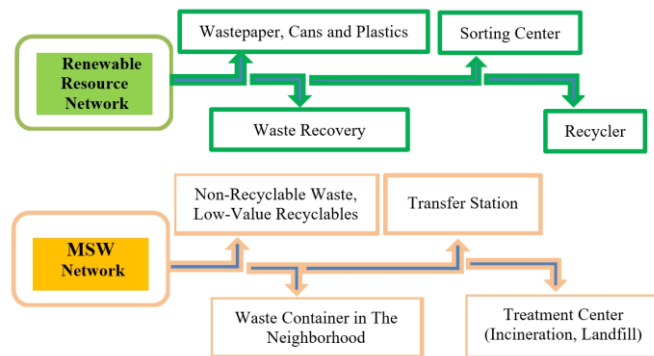 Wastepaper, Cans and Plastics
Sorting Center
Renewable
Resource
Network
Waste Recovery
Recycler
Non-Recyclable Waste,
Low-Value Recyclables
Transfer Station
MSW
Network
Waste Container in The
Neighborhood
Treatment Center
(Incineration, Landfill)